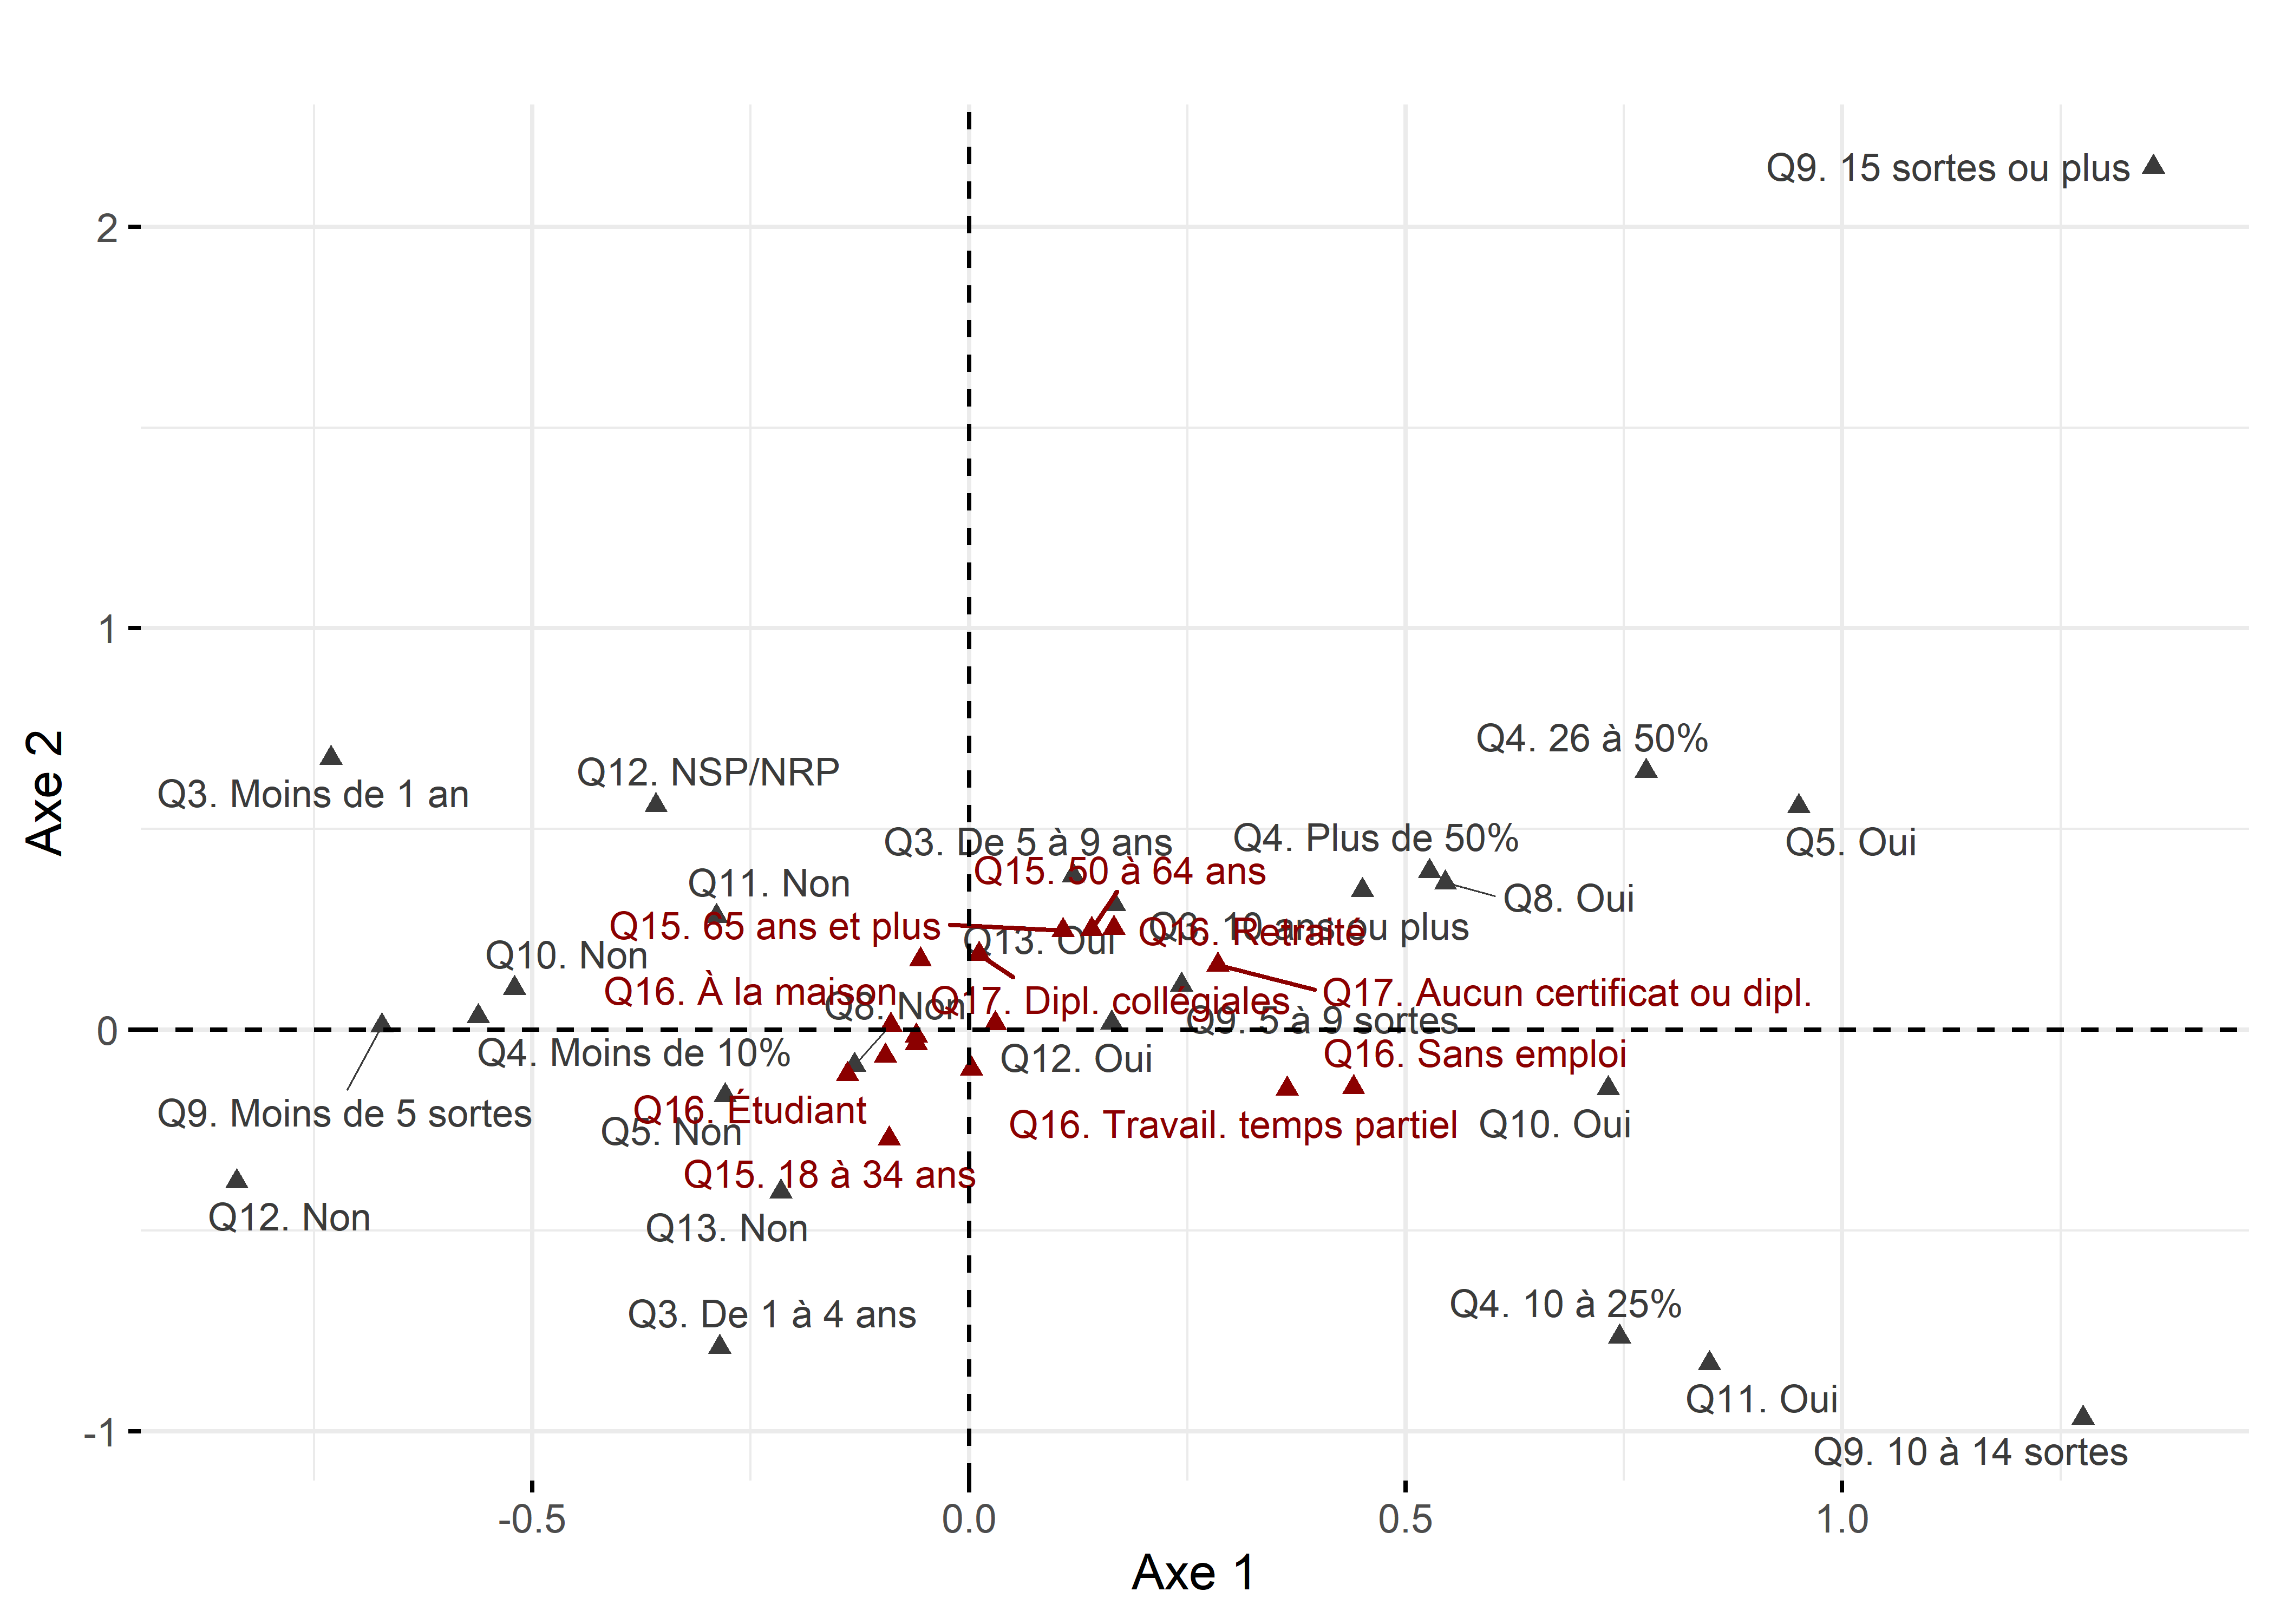 Q9. 15 sortes ou plus
2
1
Axe 2
Q4. 26 à 50%
Q12. NSP/NRP
Q3. Moins de 1 an
Q3. De 5 à 9 ans
Q4. Plus de 50%
Q5. Oui
Q15. 50 à 64 ans
Q11. Non
Q8. Oui
Q15. 65 ans et plus
Q3. 10 ans ou plus
Q16. Retraité
Q13. Oui
Q10. Non
Q16. À la maison
Q8. Non
Q17. Dipl. collégiales
Q17. Aucun certificat ou dipl.
Q9. 5 à 9 sortes
0
Q4. Moins de 10%
Q12. Oui
Q16. Sans emploi
Q9. Moins de 5 sortes
Q16. Étudiant
Q5. Non
Q16. Travail. temps partiel
Q10. Oui
Q15. 18 à 34 ans
Q12. Non
Q13. Non
Q3. De 1 à 4 ans
Q4. 10 à 25%
Q11. Oui
-1
Q9. 10 à 14 sortes
-0.5
0.0
0.5
1.0
Axe 1